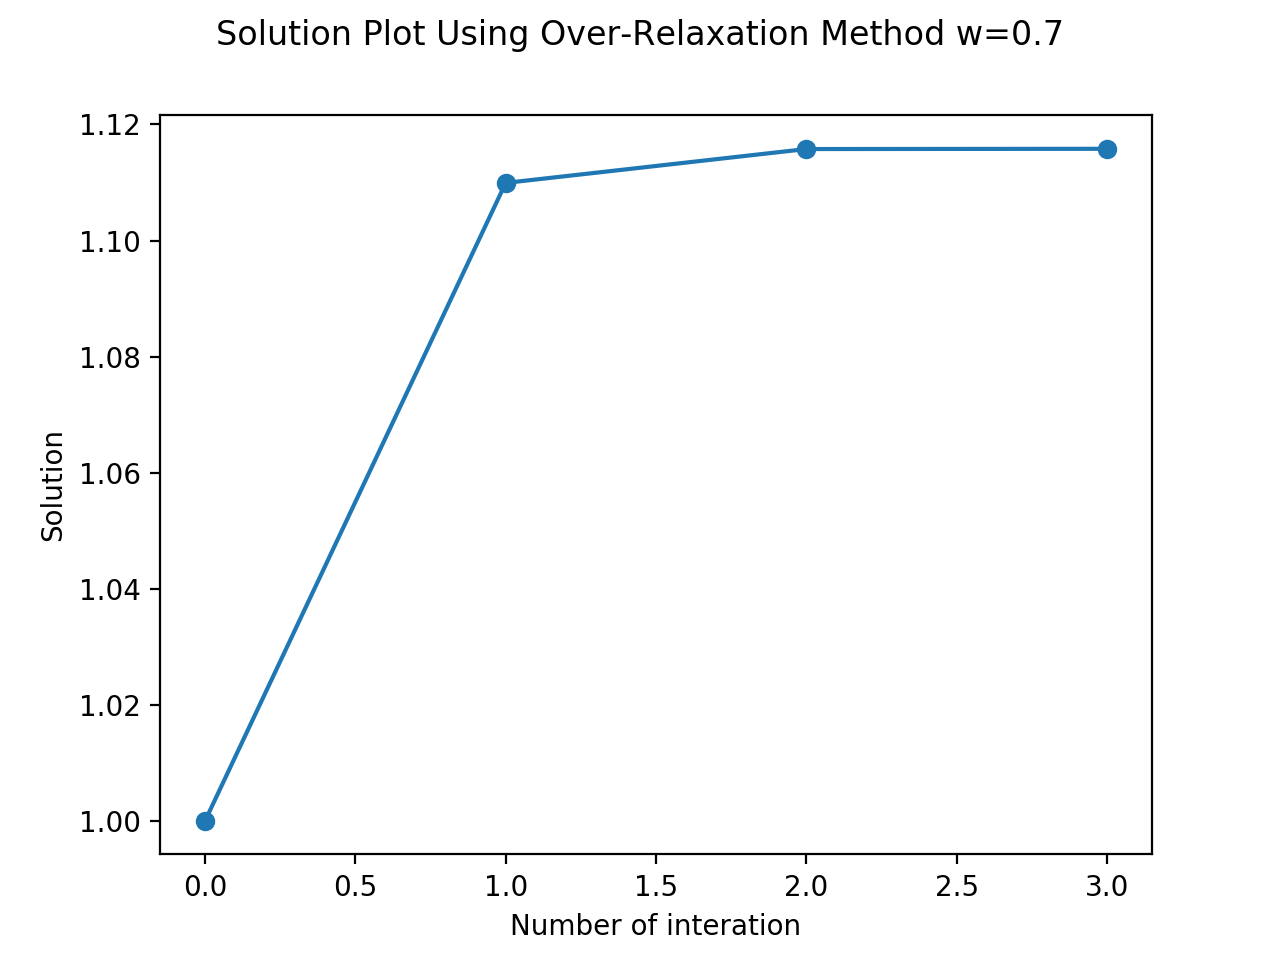 Solution Plot Using Over-Relaxation Method w=0.7
1.12
1.10
1.08
1.06
1.04
1.02
1.00
Solution
0.0 0.5 1.0 1.5 2.0 2.5 3.0
Number of interation